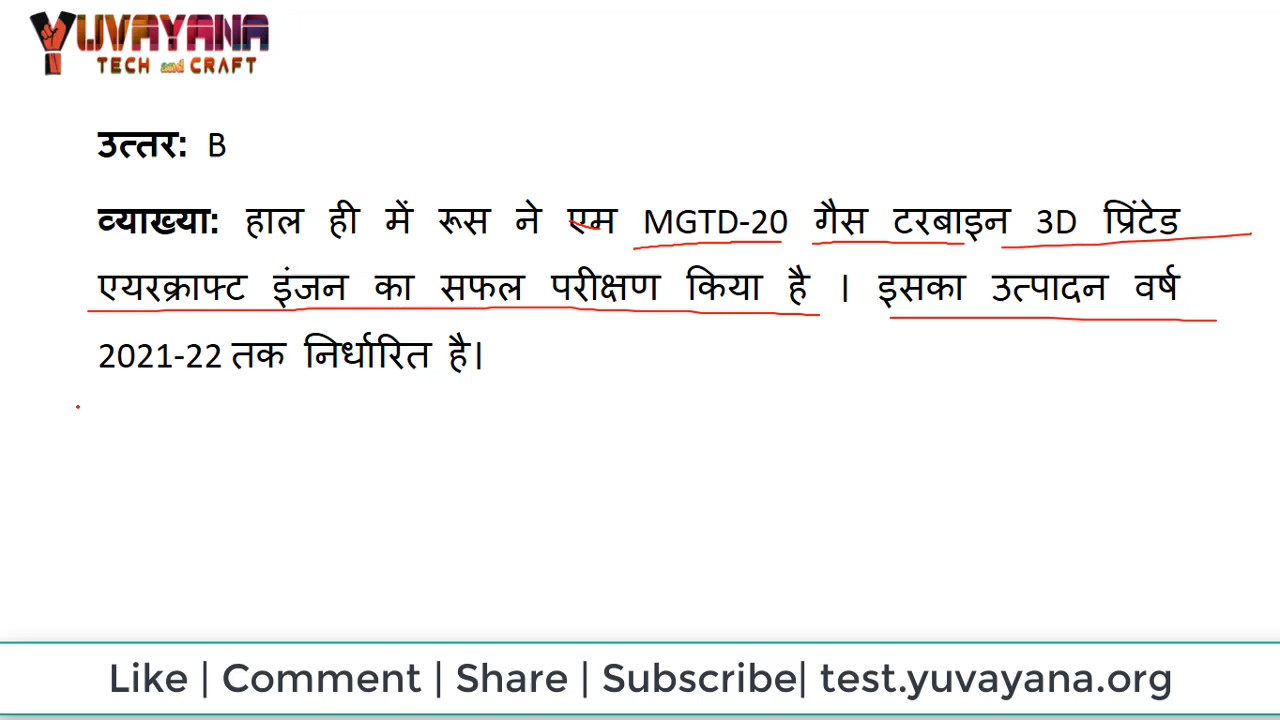 YUVAYANA
TECH and CRAFT
उत्तर: B
व्याख्या: हाल ही में रूस ने एम MGTD-20 गैस टरबाइन 3D प्रिंटेड
एयरक्राफ्ट इंजन का सफल परीक्षण किया है । इसका उत्पादन वर्ष
2021-22 तक निर्धारित है।
Like | Comment | Share | Subscribe| test.yuvayana.org